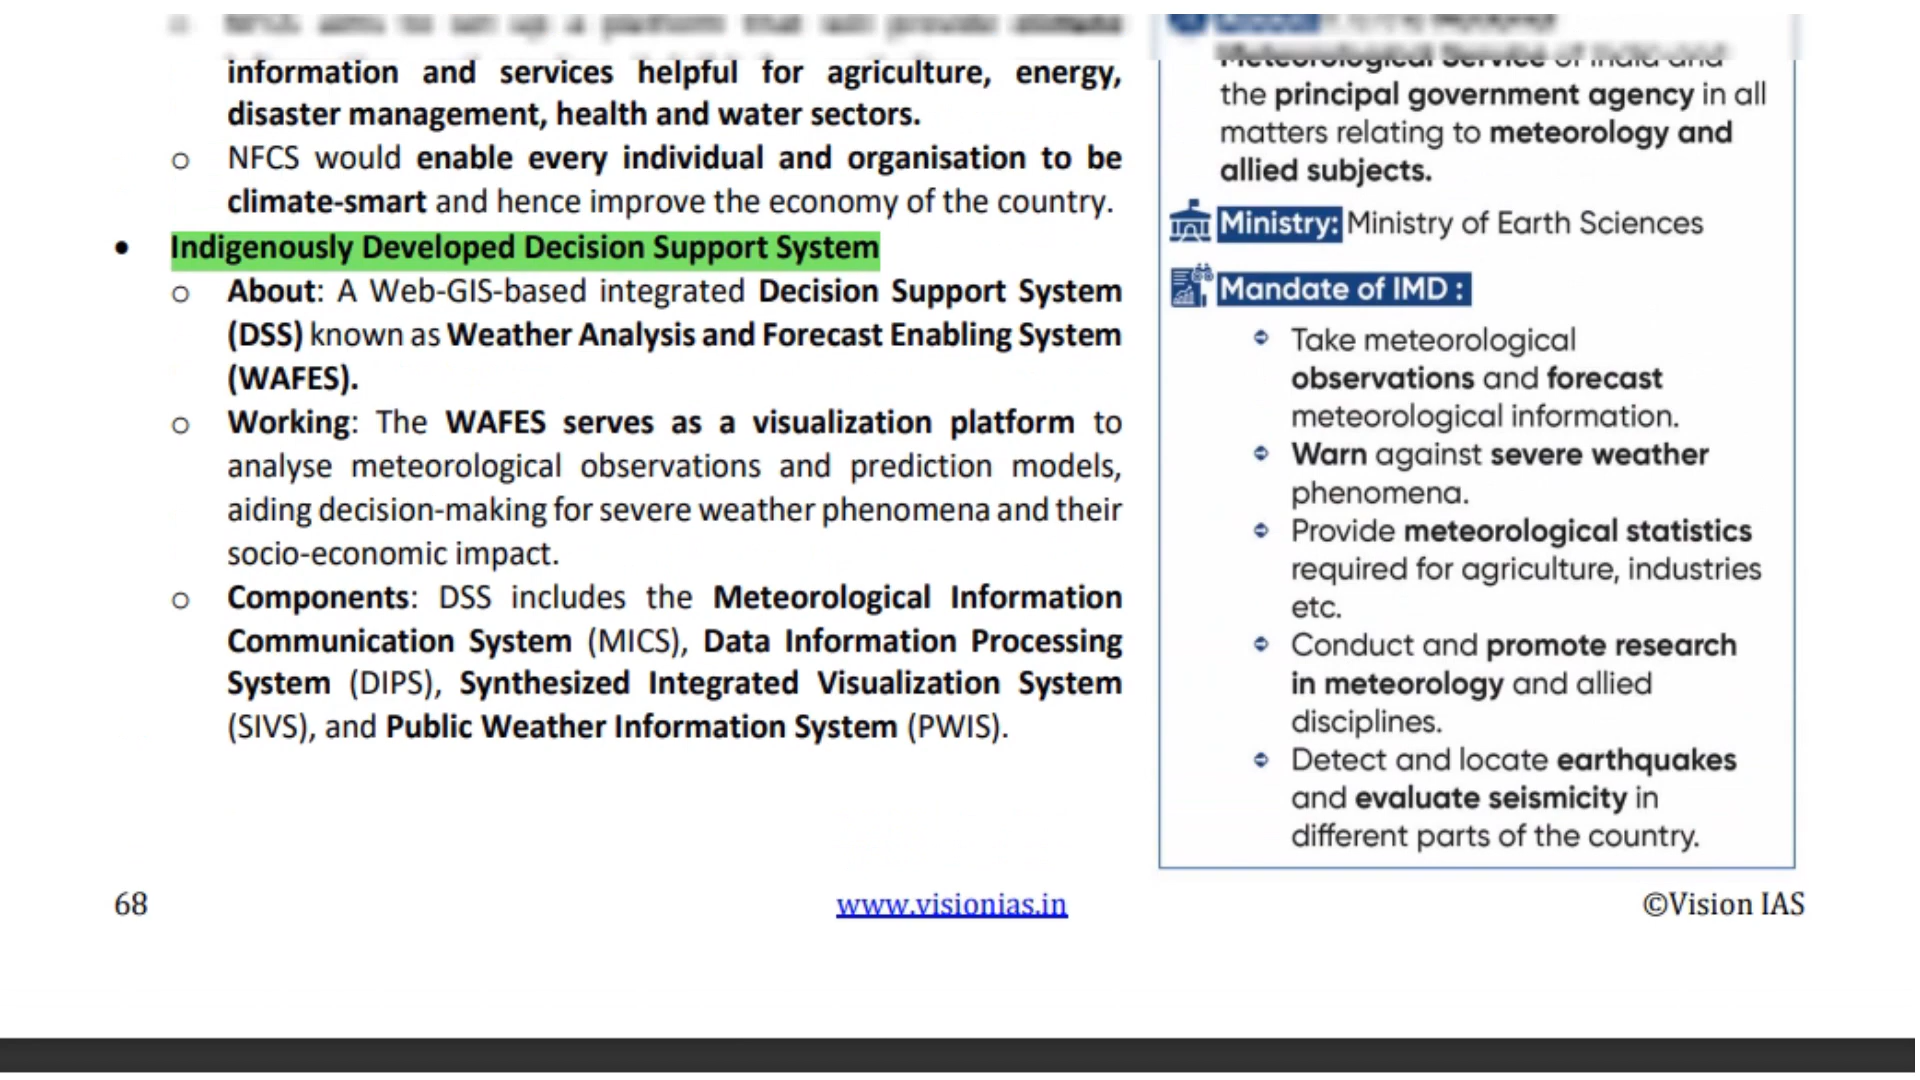 information and services helpful for agriculture, energy,
disaster management, health and water sectors.
o NFCS would enable every individual and organisation to be
climate-smart and hence improve the economy of the country.
• Indigenously Developed Decision Support System
o About: A Web-GIS-based integrated Decision Support System
(DSS) known as Weather Analysis and Forecast Enabling System
(WAFES).
o Working: The WAFES serves as a visualization platform to
analyse meteorological observations and prediction models,
aiding decision-making for severe weather phenomena and their
socio-economic impact.
o Components: DSS includes the Meteorological Information
Communication System (MICS), Data Information Processing
System (DIPS), Synthesized Integrated Visualization System
(SIVS), and Public Weather Information System (PWIS).
Meteorological Service of India and
the principal government agency in all
matters relating to meteorology and
allied subjects.
Ministry: Ministry of Earth Sciences
Mandate of IMD :
Take meteorological
observations and forecast
meteorological information.
Warn against severe weather
phenomena.
Provide meteorological statistics
required for agriculture, industries
etc.
Conduct and promote research
in meteorology and allied
disciplines.
Detect and locate earthquakes
and evaluate seismicity in
different parts of the country.
68
www.visionias.in
©Vision IAS